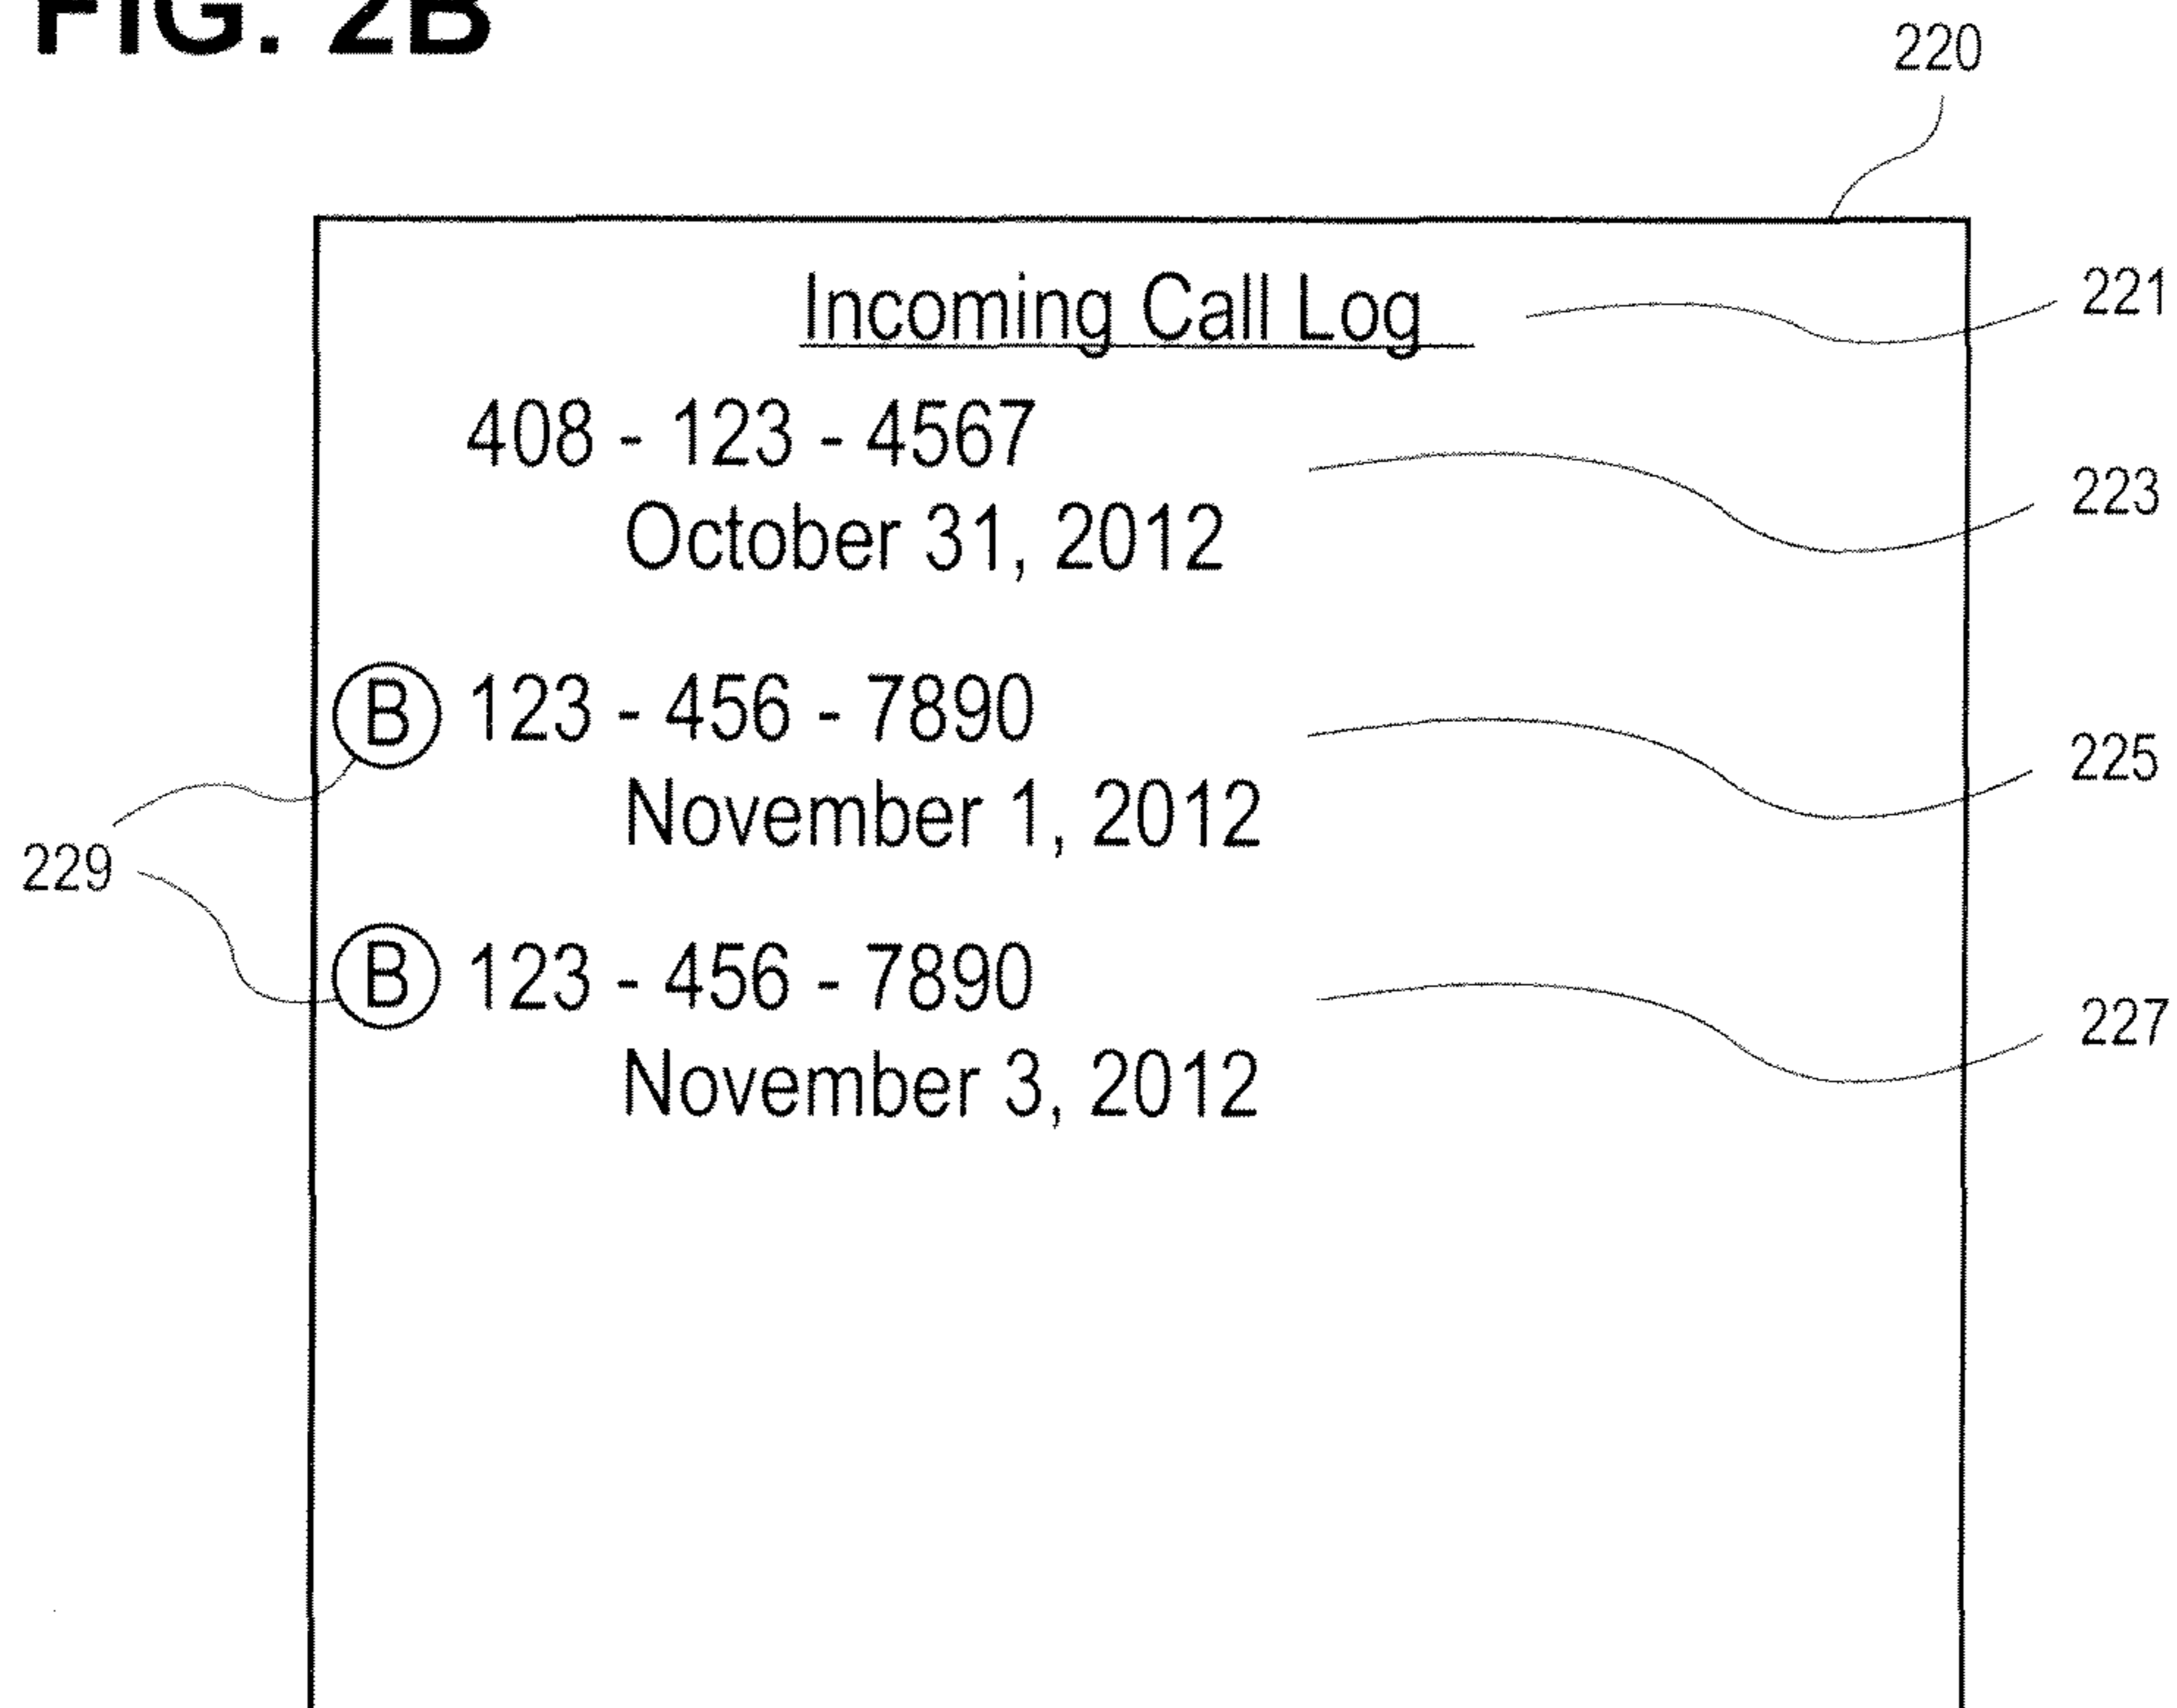 FIG. 2B
220
Incoming Call Log 221
408 - 123 - 4567
223
October 31, 2012
B 123 - 456 - 7890
225
November 1, 2012
229
B 123 - 456 - 7890
227
November 3, 2012